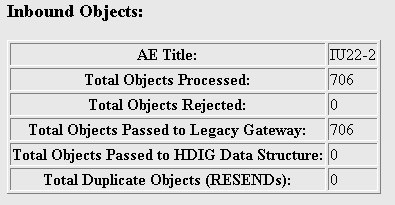 Inbound Objects:
AE Title: IU22-2
Total Objects Processed: 706
Total Objects Rejected: 0
Total Objects Passed to Legacy Gateway: 706
Total Objects Passed to HDIG Data Structure: 0
Total Duplicate Objects (RESENDs): 0